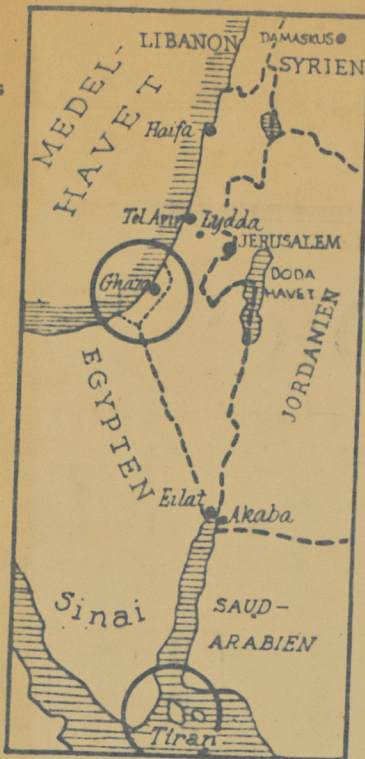 s
LIBANON
DAMASKUS
SYRIEN
MEDEL-
HAVET
Haifa
Tel Aviv
Lydda
JERUSALEM
Ghaza
DÖDA
HAVET
JORDANIEN
EGYPTEN
Eilat
Akaba
Sinai
SAUD-
ARABIEN
Tiran